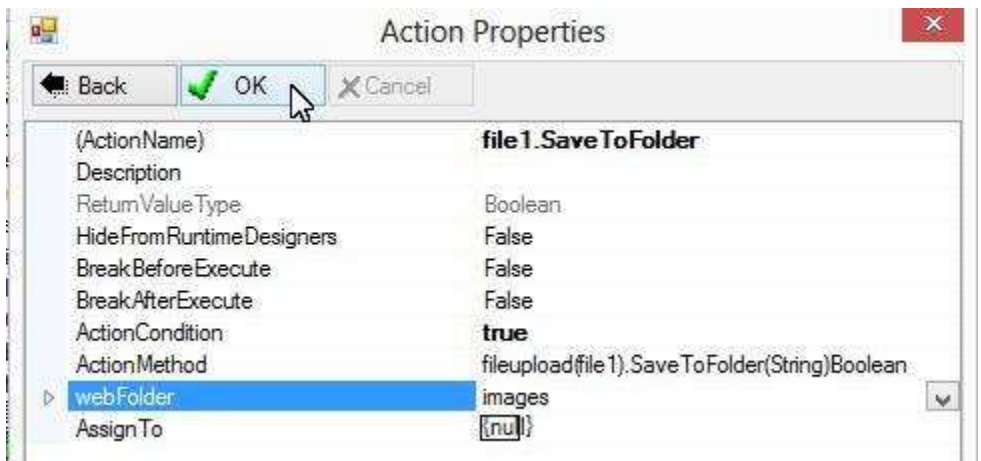 Action Properties
Back OK Cancel
(ActionName) file1.SaveToFolder
Description
ReturnValueType Boolean
HideFromRuntimeDesigners False
BreakBeforeExecute False
BreakAfterExecute False
ActionCondition true
ActionMethod fileupload(file1).SaveToFolder(String)Boolean
webFolder images
AssignTo {null}